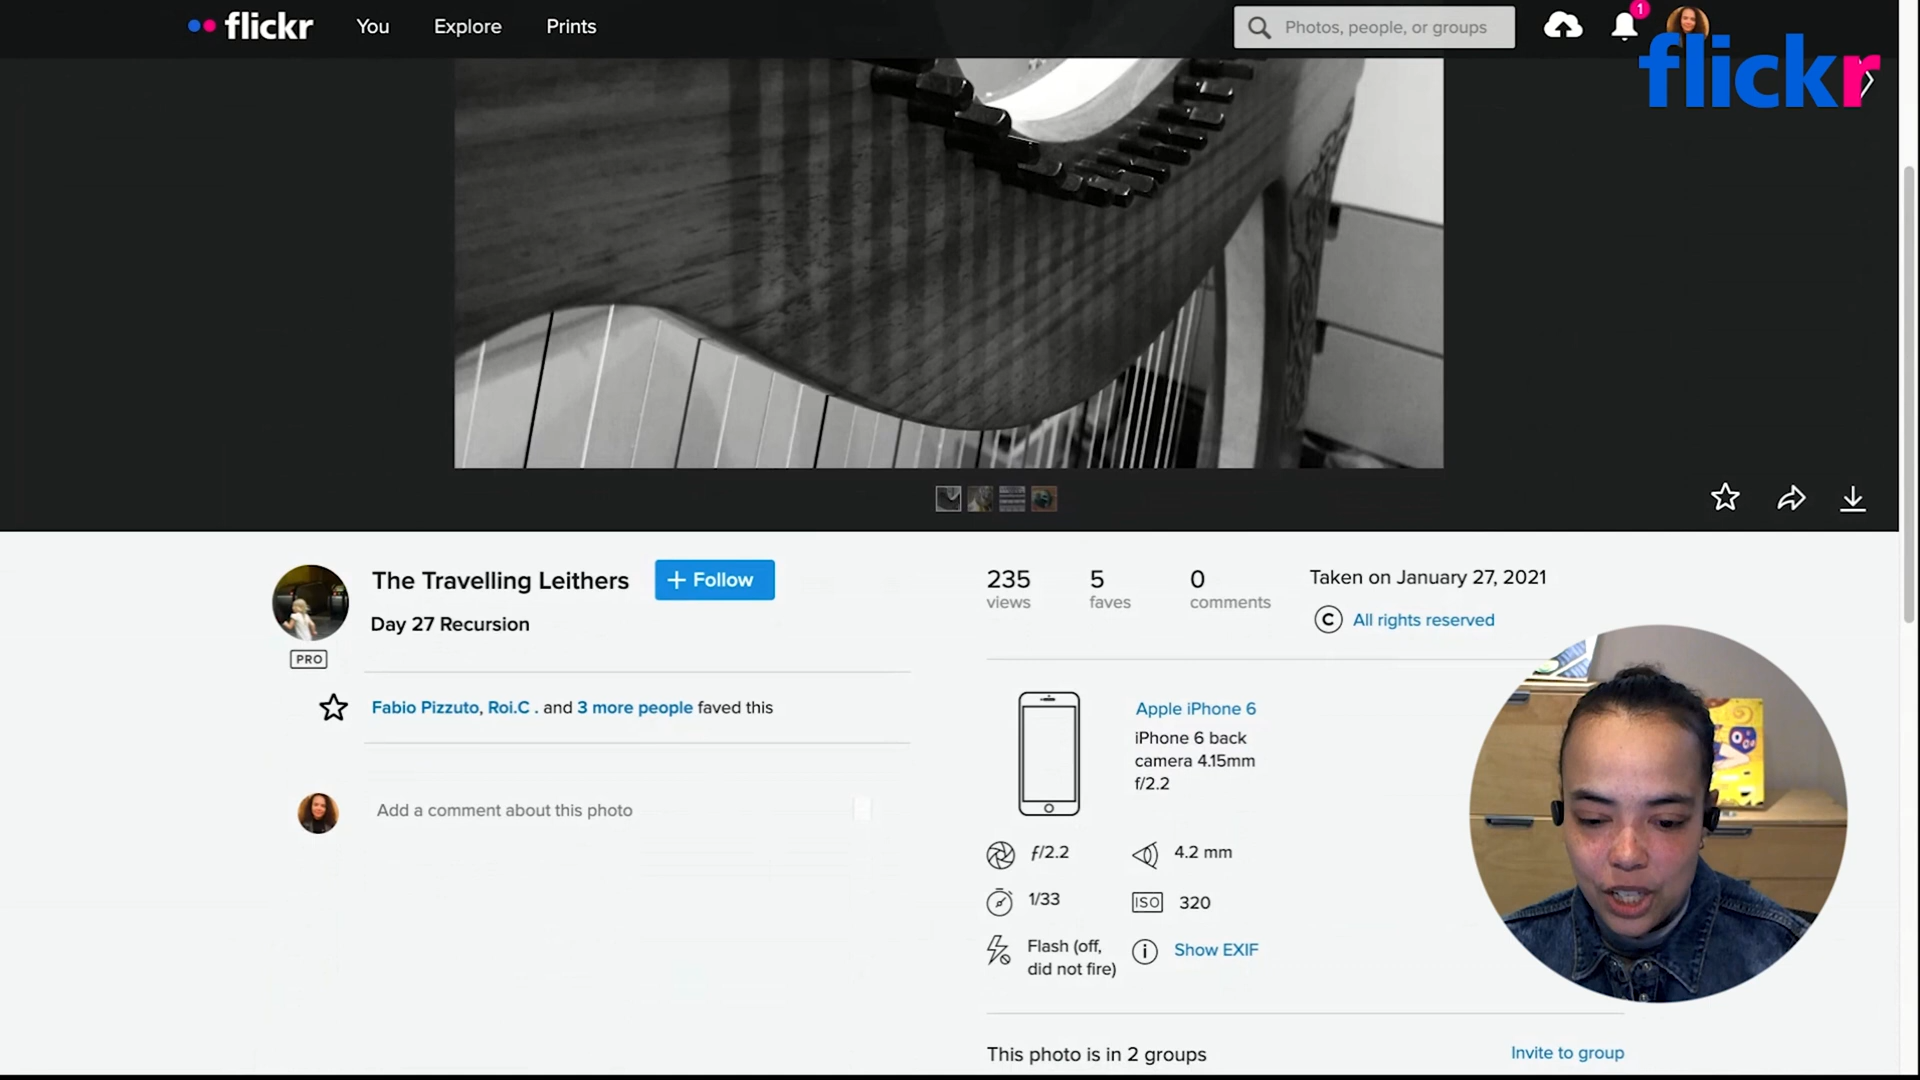 flickr
You
Explore
Prints
Photos, people, or groups
1
flickr
The Travelling Leithers
+ Follow
Day 27 Recursion
PRO
Fabio Pizzuto, Roi.C . and 3 more people faved this
Add a comment about this photo
235
views
5
faves
0
comments
Taken on January 27, 2021
C All rights reserved
Apple iPhone 6
iPhone 6 back
camera 4.15mm
f/2.2
ƒ/2.2
4.2 mm
1/33
ISO 320
Flash (off,
did not fire)
i Show EXIF
This photo is in 2 groups
Invite to group